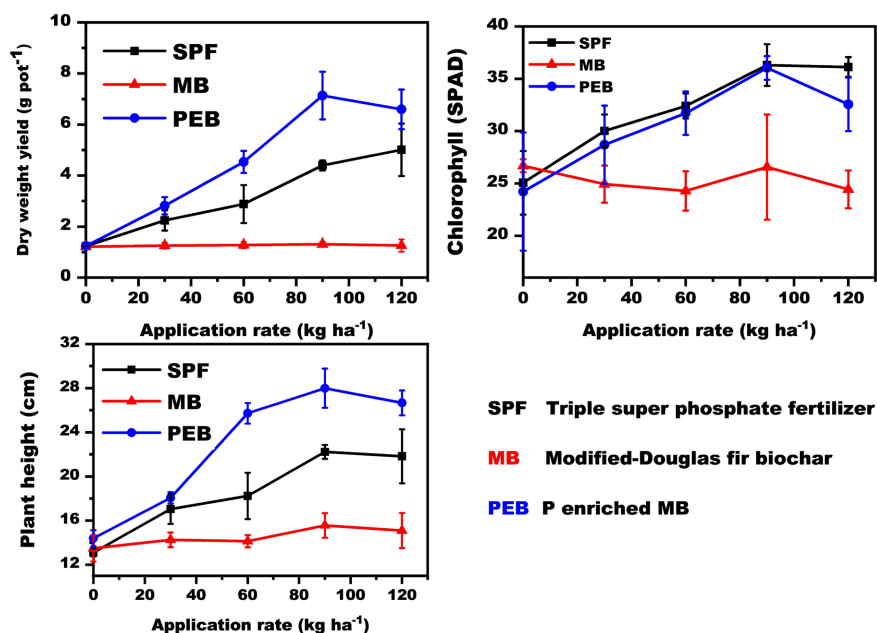 Dry weight yield (g pot⁻¹)
8
6
4
2
0
SPF
MB
PEB
0 20 40 60 80 100 120
Application rate (kg ha⁻¹)
Chlorophyll (SPAD)
40
35
30
25
20
SPF
MB
PEB
0 20 40 60 80 100 120
Application rate (kg ha⁻¹)
Plant height (cm)
32
28
24
20
16
12
SPF
MB
PEB
0 20 40 60 80 100 120
Application rate (kg ha⁻¹)
SPF Triple super phosphate fertilizer
MB Modified-Douglas fir biochar
PEB P enriched MB